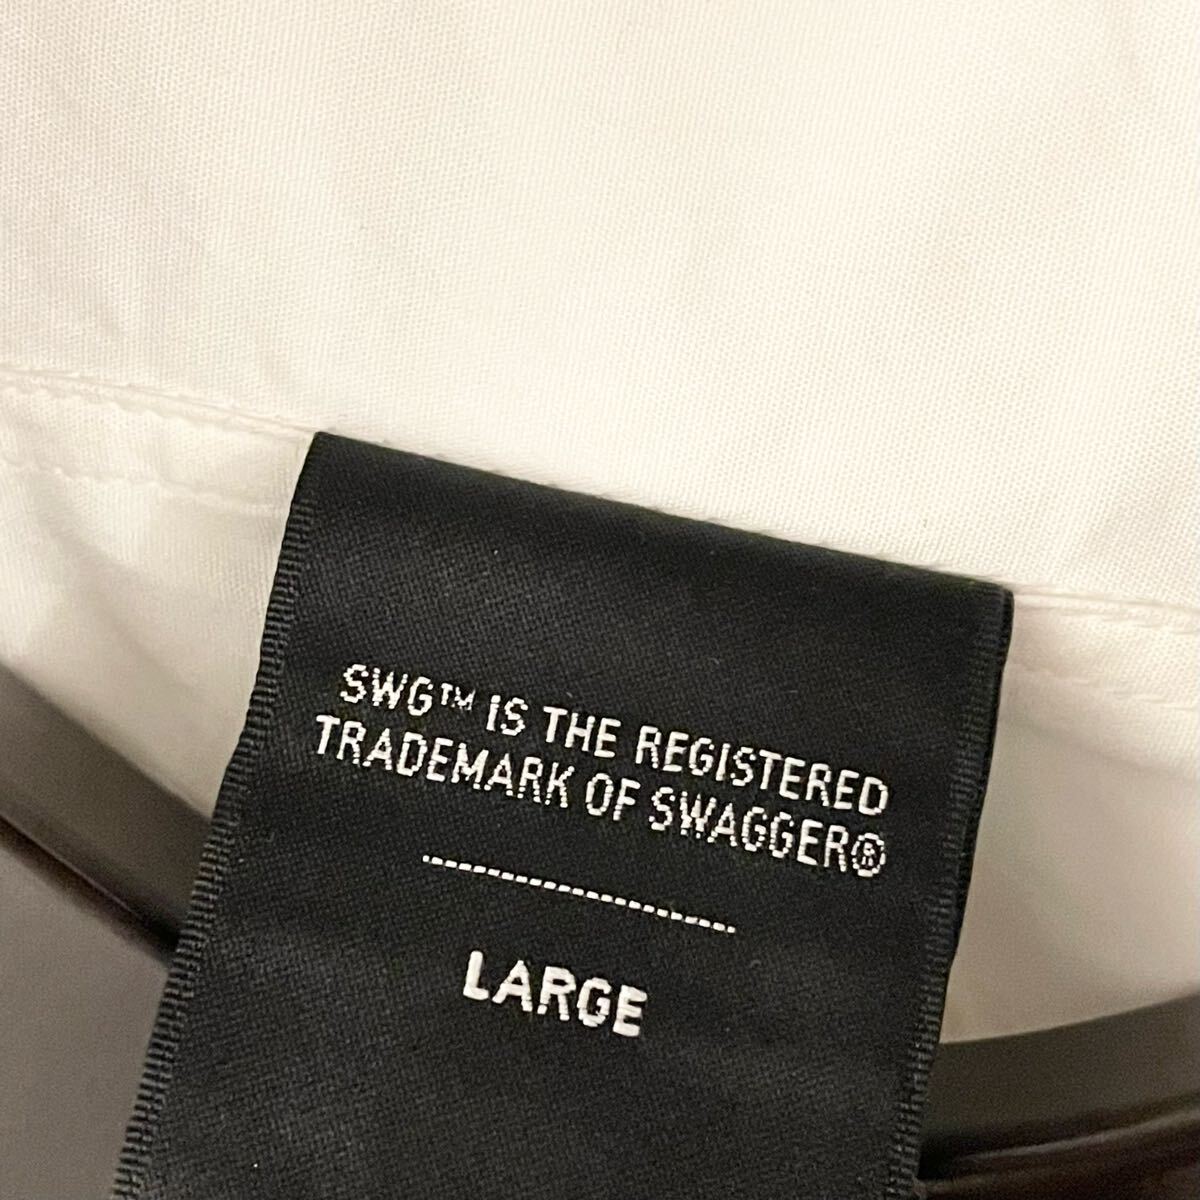 SWG™ IS THE REGISTERED
TRADEMARK OF SWAGGER®
LARGE